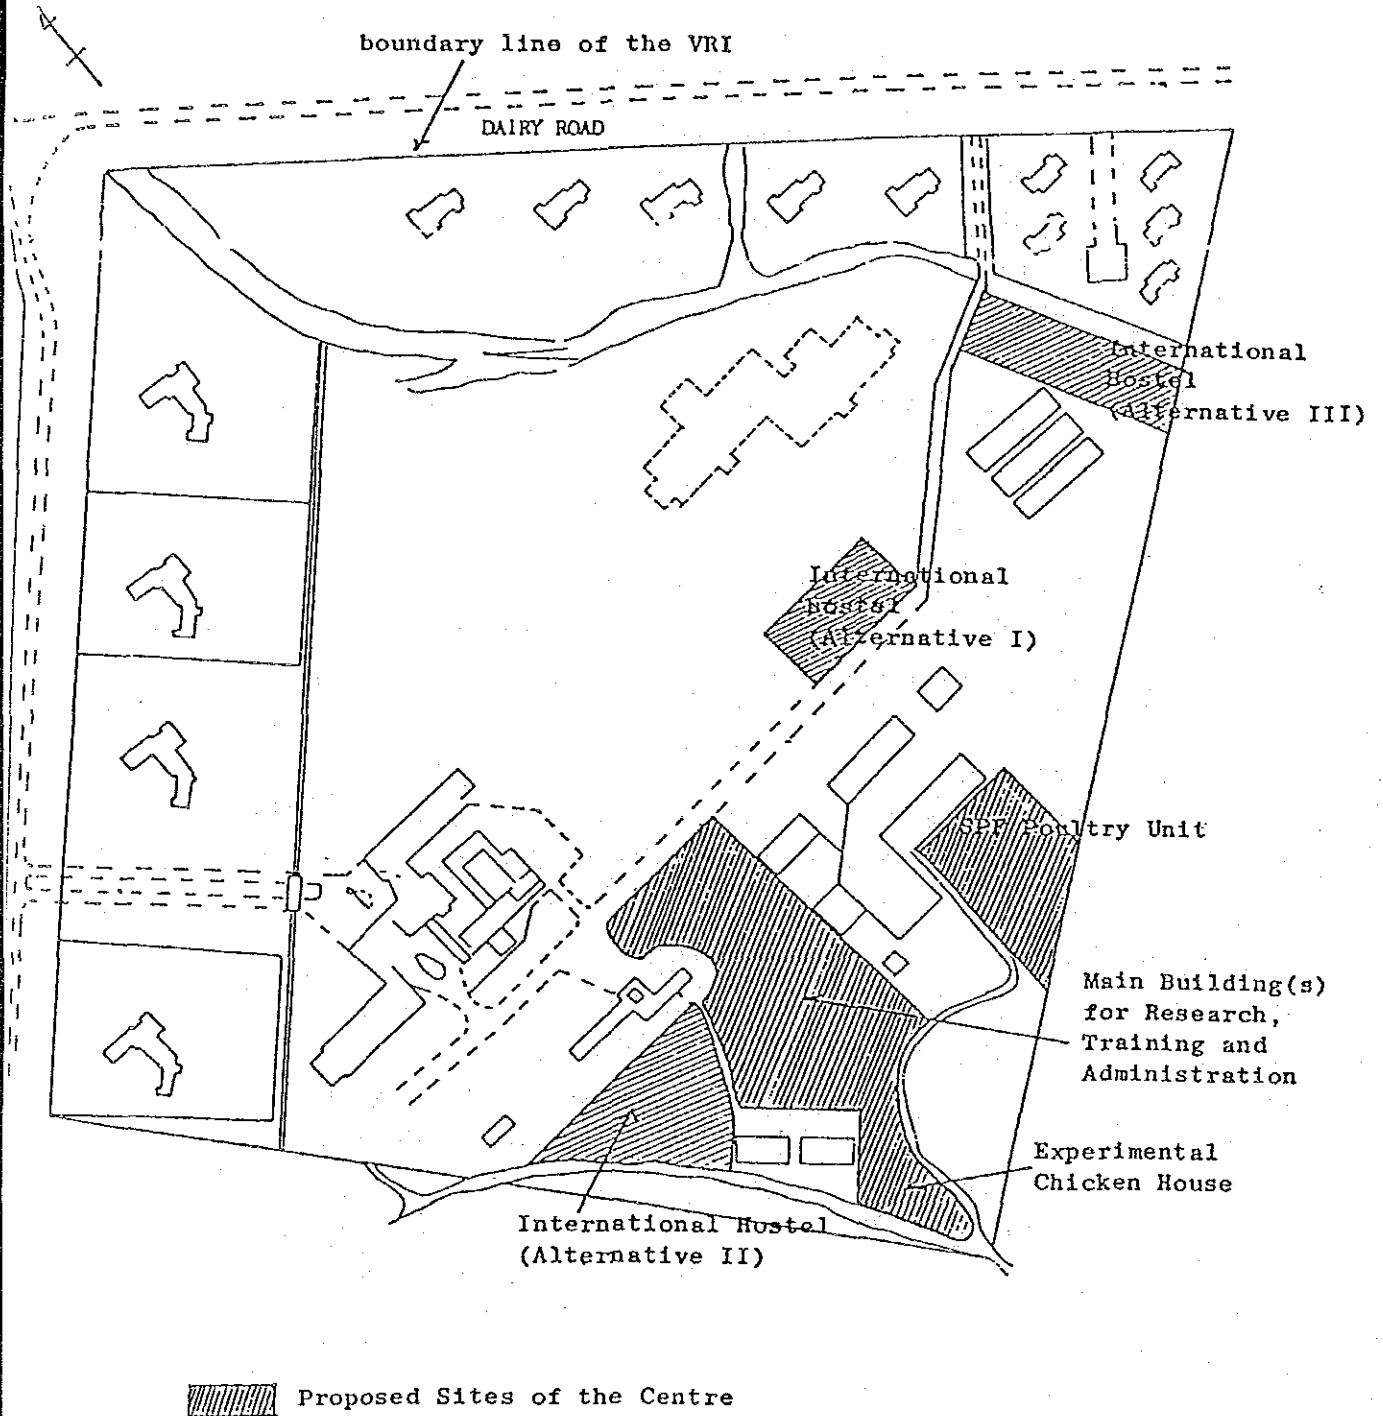 boundary line of the VRI
DAIRY ROAD
International
Hostel
(Alternative III)
International
hostel
(Alternative I)
SPF Poultry Unit
Main Building(s)
for Research,
Training and
Administration
Experimental
Chicken House
International Hostel
(Alternative II)
Proposed Sites of the Centre